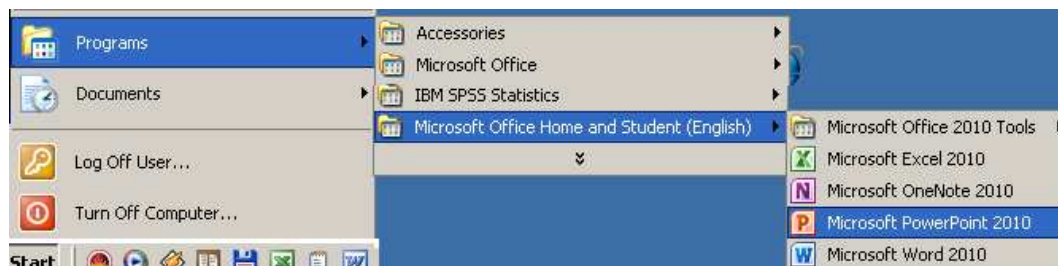 Programs
Documents
Log Off User...
Turn Off Computer...
Start
Accessories
Microsoft Office
IBM SPSS Statistics
Microsoft Office Home and Student (English)
Microsoft Office 2010 Tools
Microsoft Excel 2010
Microsoft OneNote 2010
Microsoft PowerPoint 2010
Microsoft Word 2010